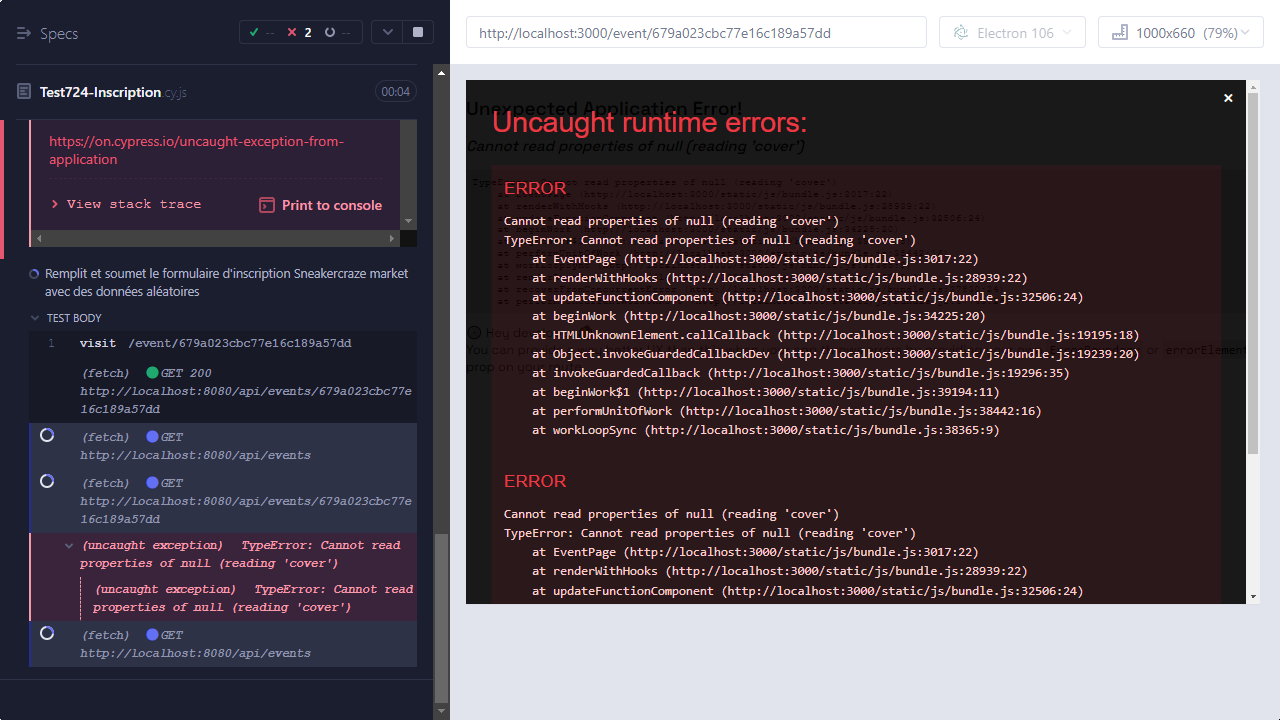 Specs
-- 2 --
Test724-Inscription.cy.js
00:04
https://on.cypress.io/uncaught-exception-from-
application
View stack trace
Print to console
Remplit et soumet le formulaire d'inscription Sneakercraze market
avec des données aléatoires
TEST BODY
1 visit /event/679a023cbc77e16c189a57dd
(fetch) GET 200
http://localhost:8080/api/events/679a023cbc77e
16c189a57dd
(fetch) GET
http://localhost:8080/api/events
(fetch) GET
http://localhost:8080/api/events/679a023cbc77e
16c189a57dd
(uncaught exception) TypeError: Cannot read
properties of null (reading 'cover')
(uncaught exception) TypeError: Cannot read
properties of null (reading 'cover')
(fetch) GET
http://localhost:8080/api/events
http://localhost:3000/event/679a023cbc77e16c189a57dd
Electron 106
1000x660 (79%)
Unexpected Application Error!
Uncaught runtime errors:
Cannot read properties of null (reading 'cover')
ERROR
Cannot read properties of null (reading 'cover')
TypeError: Cannot read properties of null (reading 'cover')
at EventPage (http://localhost:3000/static/js/bundle.js:3017:22)
at renderWithHooks (http://localhost:3000/static/js/bundle.js:28939:22)
at updateFunctionComponent (http://localhost:3000/static/js/bundle.js:32506:24)
at beginWork (http://localhost:3000/static/js/bundle.js:34225:20)
at HTMLUnknownElement.callCallback (http://localhost:3000/static/js/bundle.js:19195:18)
at Object.invokeGuardedCallbackDev (http://localhost:3000/static/js/bundle.js:19239:20)
at invokeGuardedCallback (http://localhost:3000/static/js/bundle.js:19296:35)
at beginWork$1 (http://localhost:3000/static/js/bundle.js:39194:11)
at performUnitOfWork (http://localhost:3000/static/js/bundle.js:38442:16)
at workLoopSync (http://localhost:3000/static/js/bundle.js:38365:9)
or errorElement
prop on your
ERROR
Cannot read properties of null (reading 'cover')
TypeError: Cannot read properties of null (reading 'cover')
at EventPage (http://localhost:3000/static/js/bundle.js:3017:22)
at renderWithHooks (http://localhost:3000/static/js/bundle.js:28939:22)
at updateFunctionComponent (http://localhost:3000/static/js/bundle.js:32506:24)